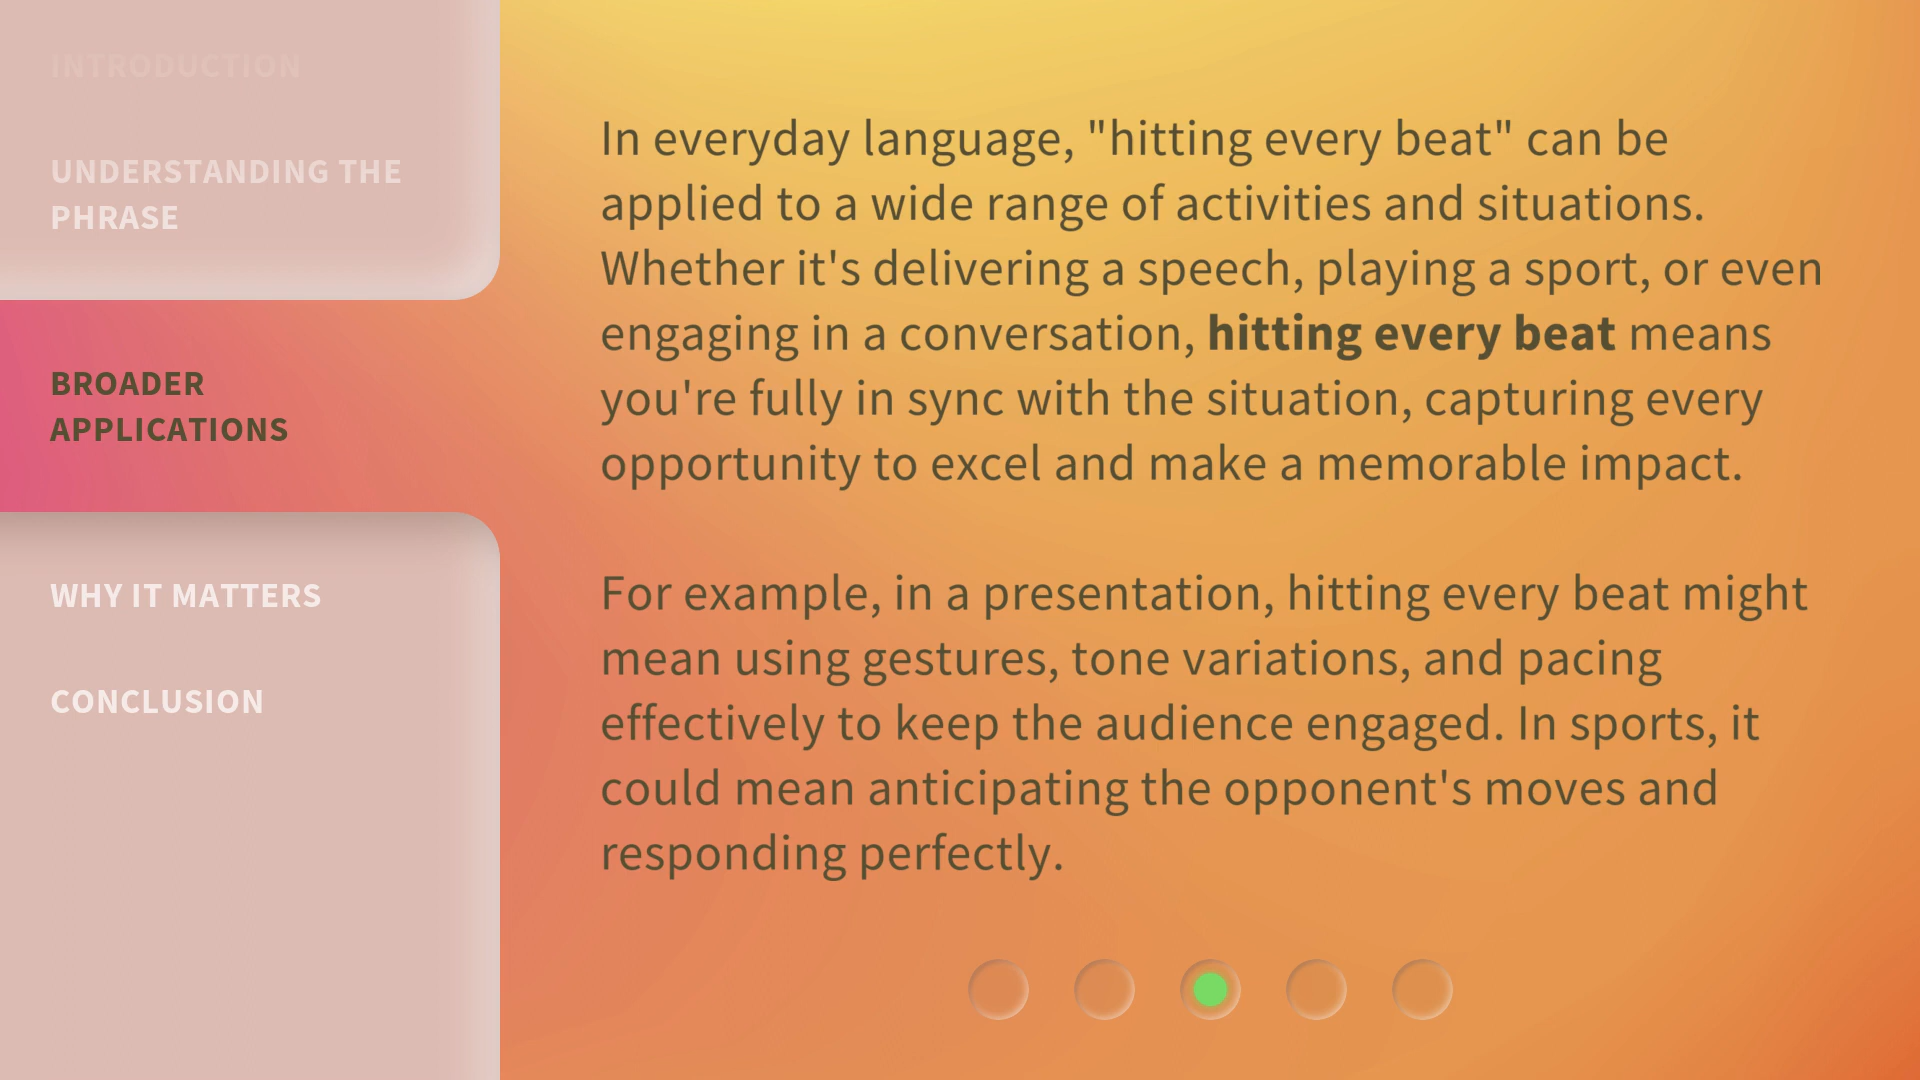 INTRODUCTION
UNDERSTANDING THE
PHRASE
BROADER
APPLICATIONS
WHY IT MATTERS
CONCLUSION
In everyday language, "hitting every beat" can be
applied to a wide range of activities and situations.
Whether it's delivering a speech, playing a sport, or even
engaging in a conversation, hitting every beat means
you're fully in sync with the situation, capturing every
opportunity to excel and make a memorable impact.
For example, in a presentation, hitting every beat might
mean using gestures, tone variations, and pacing
effectively to keep the audience engaged. In sports, it
could mean anticipating the opponent's moves and
responding perfectly.